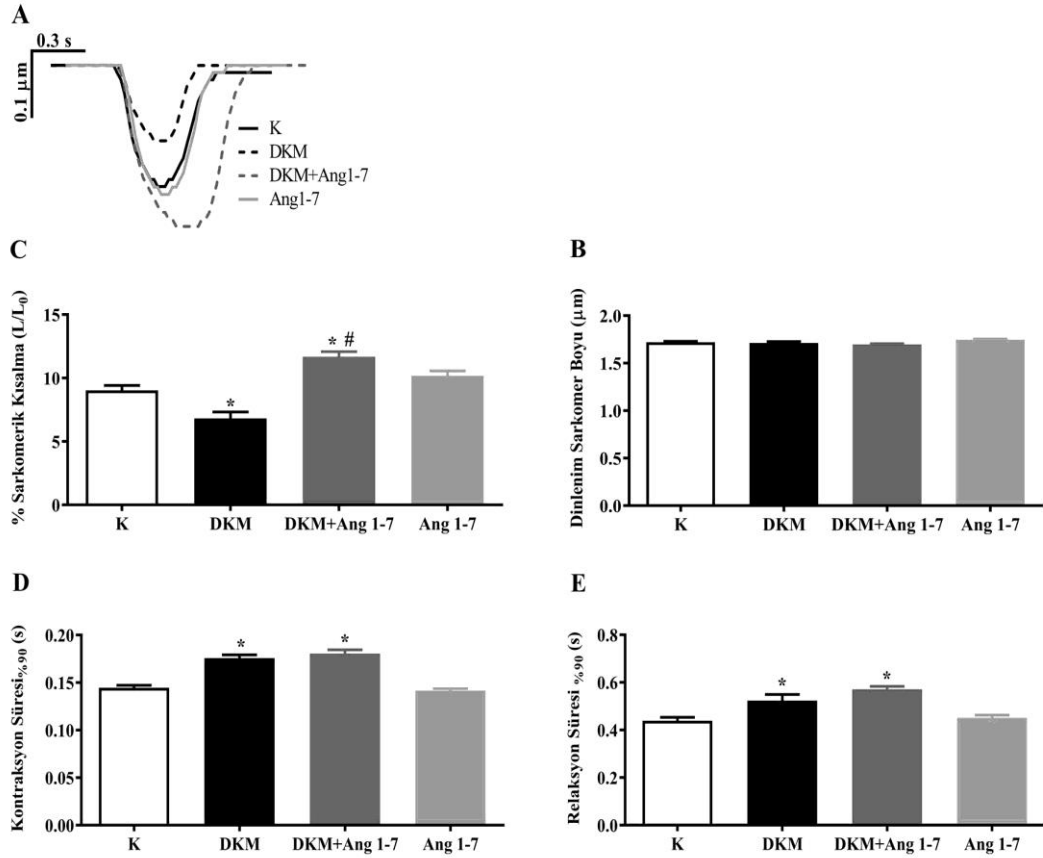 A
0.3 s
0.1 µm
K
DKM
DKM+Ang1-7
Ang1-7
C
% Sarkomerik Kısalma (L/L0)
15
10
5
0
*
* #
K DKM DKM+Ang 1-7 Ang 1-7
B
Dinlenim Sarkomer Boyu (µm)
2.0
1.5
1.0
0.5
0.0
K DKM DKM+Ang 1-7 Ang 1-7
D
Kontraksyon Süresi%90 (s)
0.20
0.15
0.10
0.05
0.00
*
*
K DKM DKM+Ang 1-7 Ang 1-7
E
Relaksyon Süresi %90 (s)
0.8
0.6
0.4
0.2
0.0
*
*
K DKM DKM+Ang 1-7 Ang 1-7